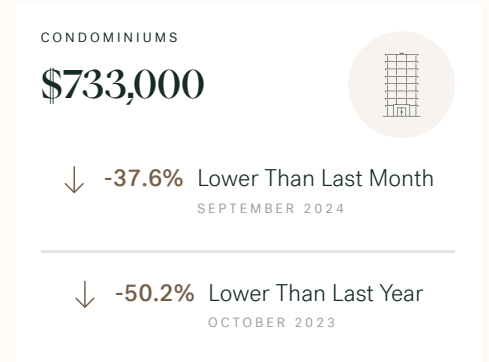 CONDOMINIUMS
$733,000
-37.6% Lower Than Last Month
SEPTEMBER 2024
-50.2% Lower Than Last Year
OCTOBER 2023